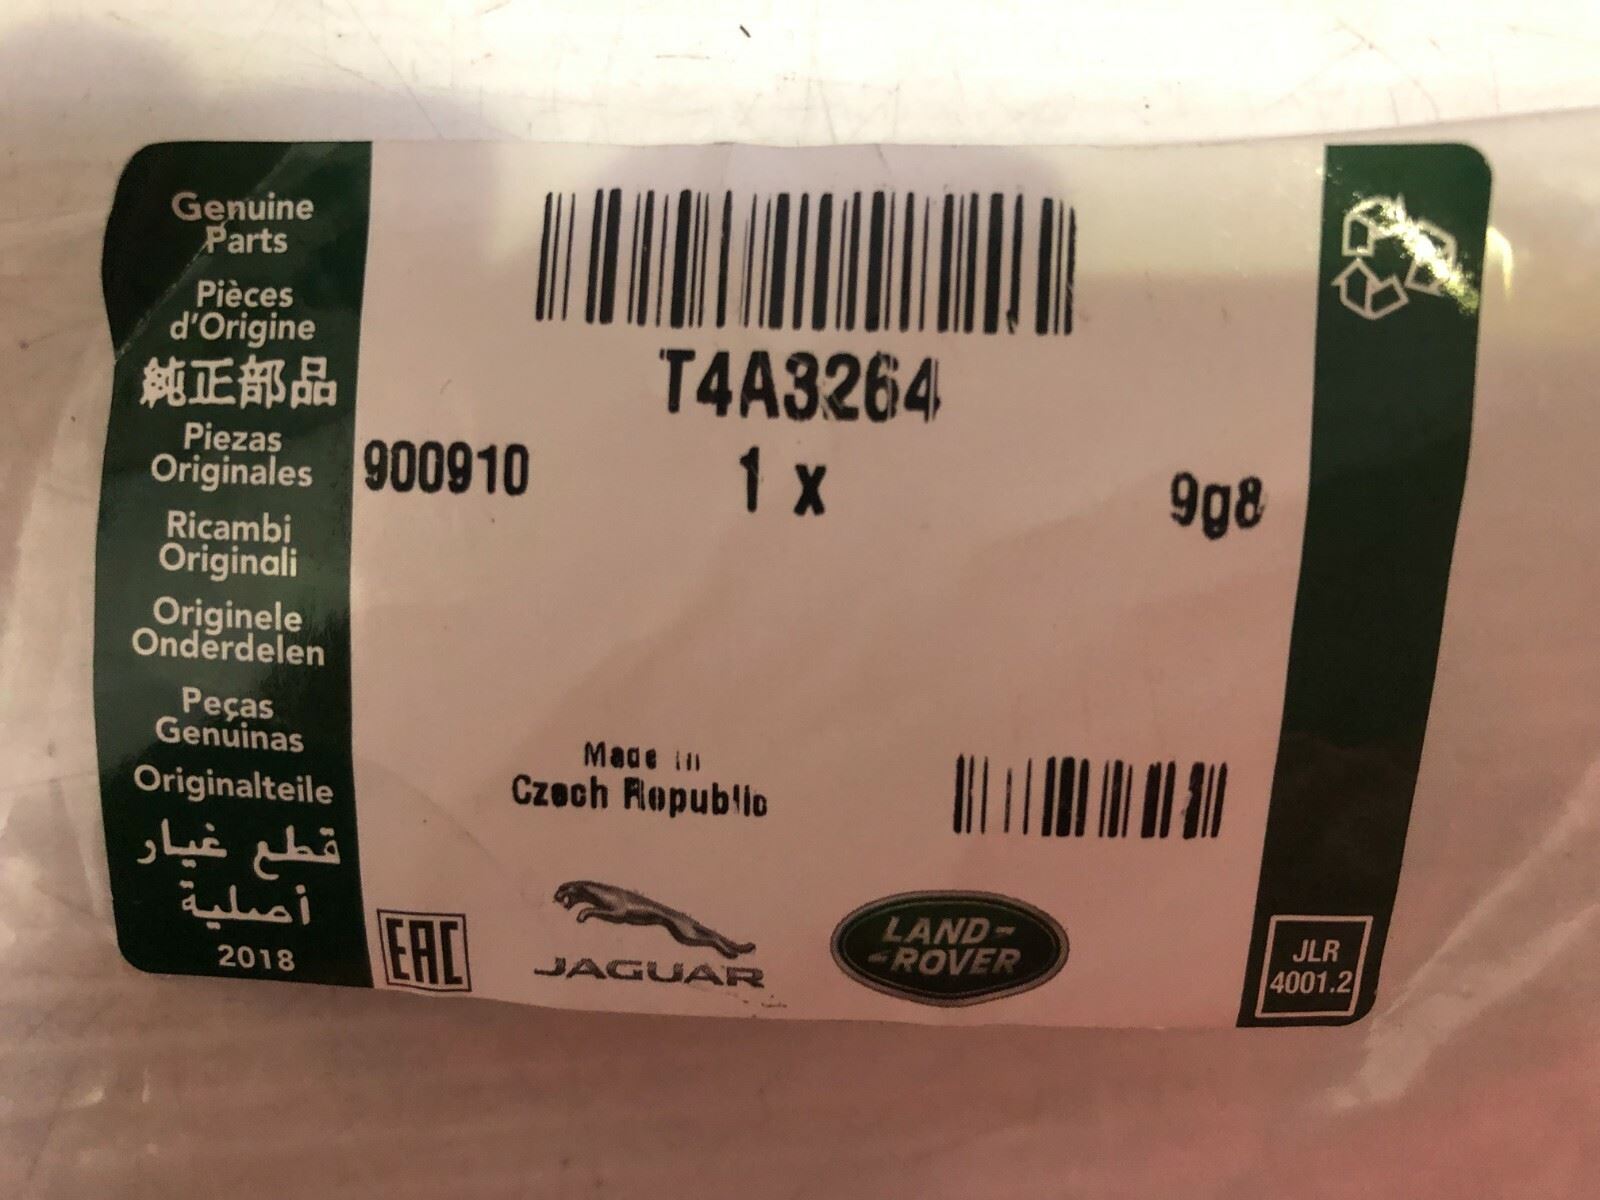 Genuine
Parts
Pièces
d'Origine
純正部品
Piezas
Originales
Ricambi
Originali
Originele
Onderdelen
Peças
Genuinas
Originalteile
قطع غيار
أصلية
2018
T4A3264
900910 1 x 9g8
Made in
Czech Republic
EAC
JAGUAR
LAND-
-ROVER
JLR
4001.2